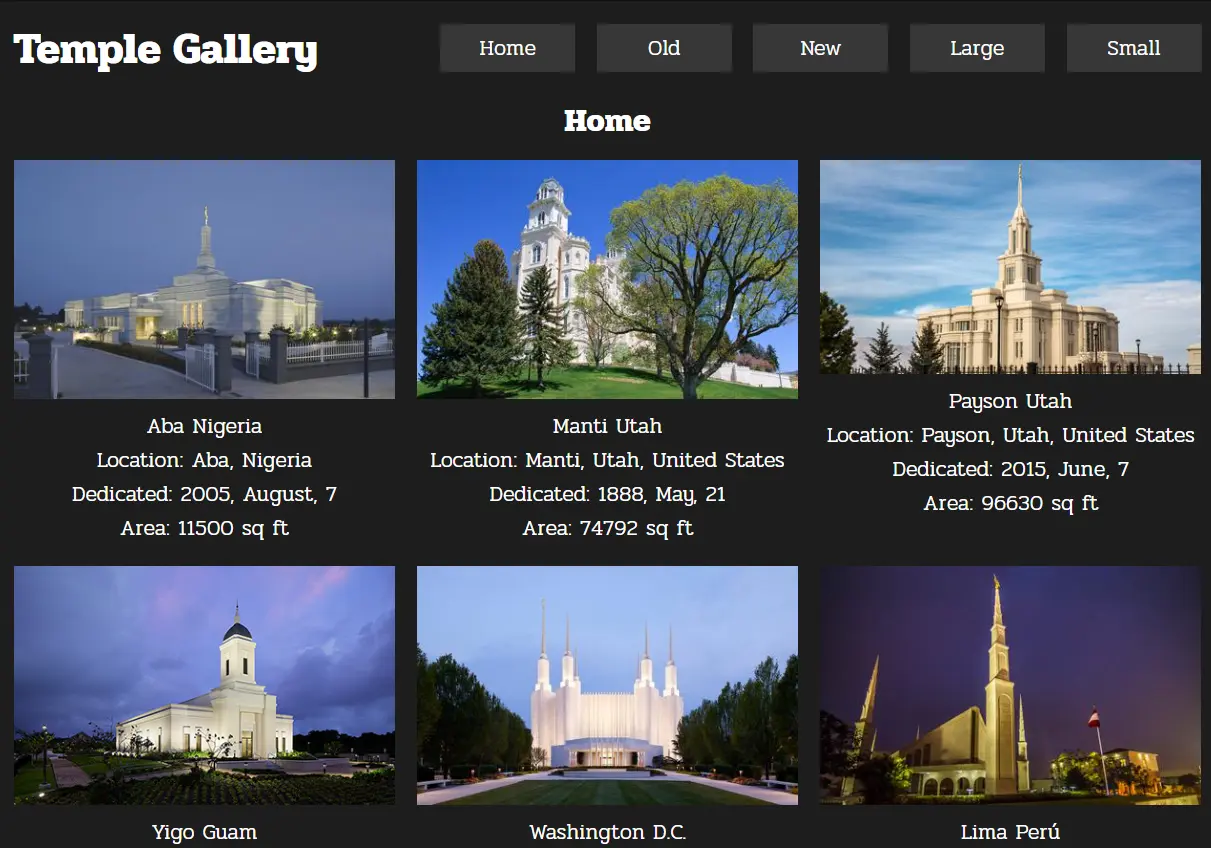 Temple Gallery
Home
Old
New
Large
Small
Home
Aba Nigeria
Location: Aba, Nigeria
Dedicated: 2005, August, 7
Area: 11500 sq ft
Manti Utah
Location: Manti, Utah, United States
Dedicated: 1888, May, 21
Area: 74792 sq ft
Payson Utah
Location: Payson, Utah, United States
Dedicated: 2015, June, 7
Area: 96630 sq ft
Yigo Guam
Washington D.C.
Lima Perú